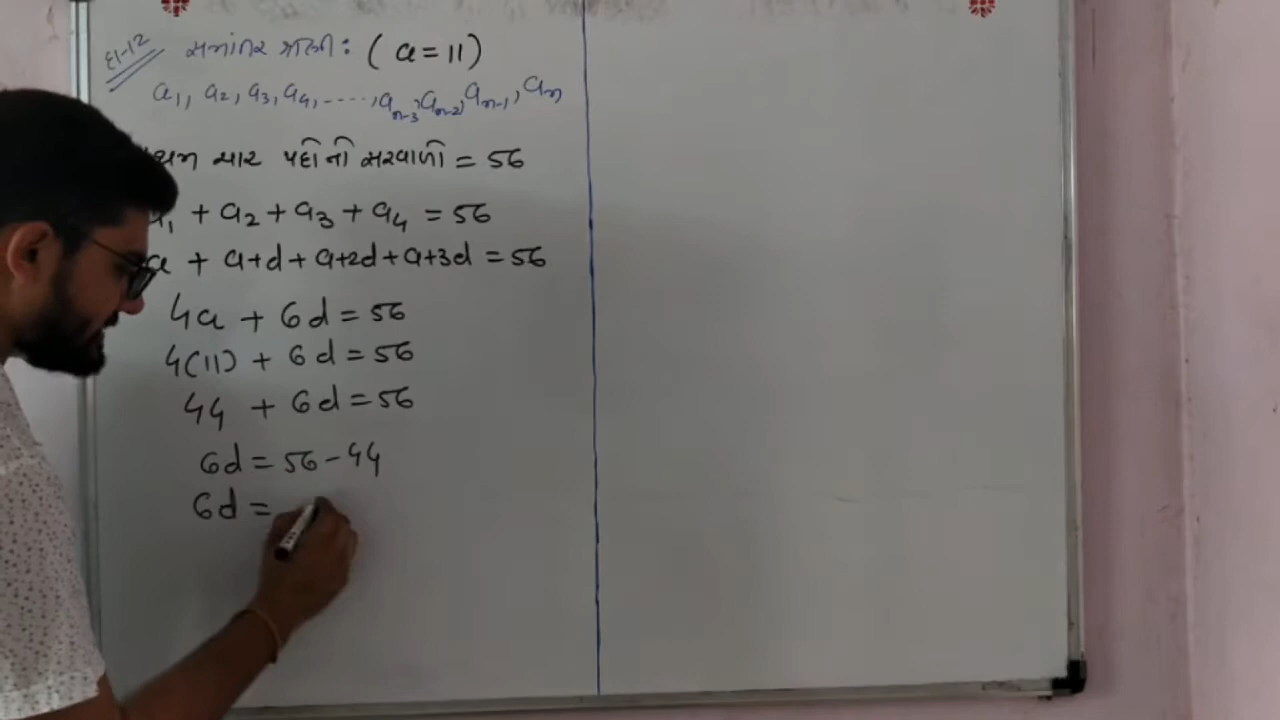 દા-12 સમાંતર શ્રેણી : ( a = 11 )
a₁, a₂, a₃, a₄, ....., aₙ₋₃, aₙ₋₂, aₙ₋₁, aₙ
ચાર પદોની સરવાળો = 56
a₁ + a₂ + a₃ + a₄ = 56
a + a+d + a+2d + a+3d = 56
4a + 6d = 56
4(11) + 6d = 56
44 + 6d = 56
6d = 56 - 44
6d =